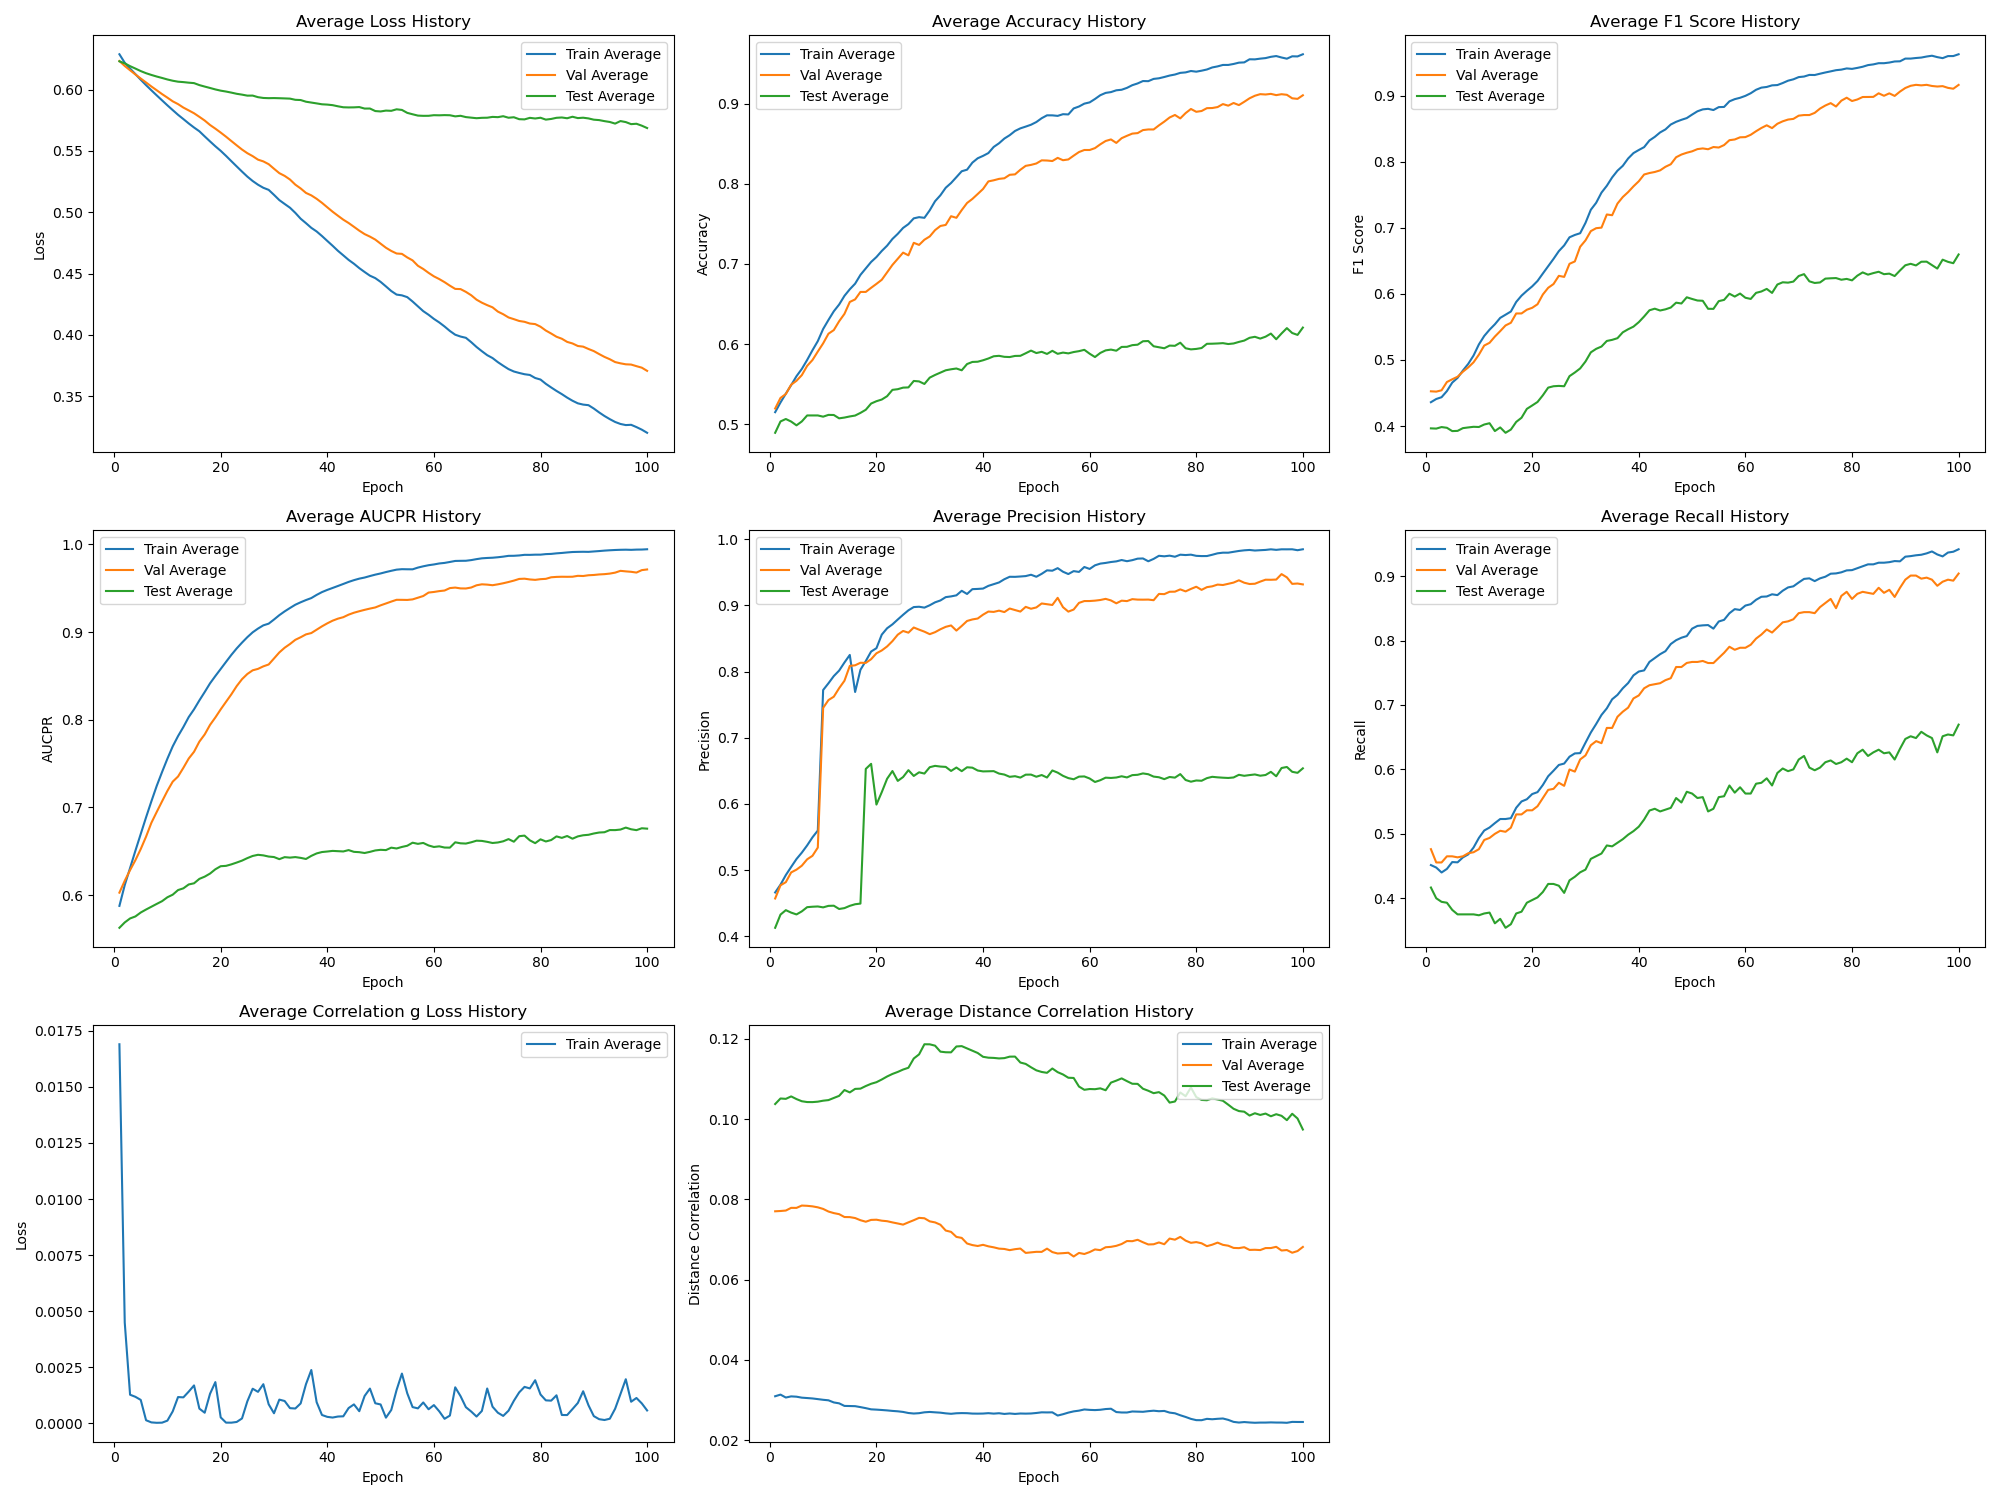 Average Loss History
Train Average
Val Average
Test Average
0.60
0.55
0.50
0.45
0.40
0.35
Loss
0 20 40 60 80 100
Epoch
Average Accuracy History
Train Average
Val Average
Test Average
0.9
0.8
0.7
0.6
0.5
Accuracy
0 20 40 60 80 100
Epoch
Average F1 Score History
Train Average
Val Average
Test Average
0.9
0.8
0.7
0.6
0.5
0.4
F1 Score
0 20 40 60 80 100
Epoch
Average AUCPR History
Train Average
Val Average
Test Average
1.0
0.9
0.8
0.7
0.6
AUCPR
0 20 40 60 80 100
Epoch
Average Precision History
Train Average
Val Average
Test Average
1.0
0.9
0.8
0.7
0.6
0.5
0.4
Precision
0 20 40 60 80 100
Epoch
Average Recall History
Train Average
Val Average
Test Average
0.9
0.8
0.7
0.6
0.5
0.4
Recall
0 20 40 60 80 100
Epoch
Average Correlation g Loss History
Train Average
0.0175
0.0150
0.0125
0.0100
0.0075
0.0050
0.0025
0.0000
Loss
0 20 40 60 80 100
Epoch
Average Distance Correlation History
Train Average
Val Average
Test Average
0.12
0.10
0.08
0.06
0.04
0.02
Distance Correlation
0 20 40 60 80 100
Epoch